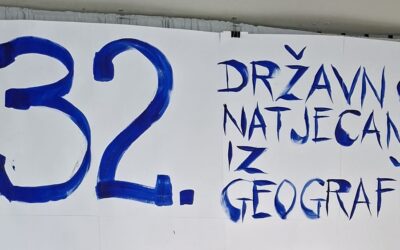 32.
DRŽAVN
NATJECAN
IZ
GEOGRAF